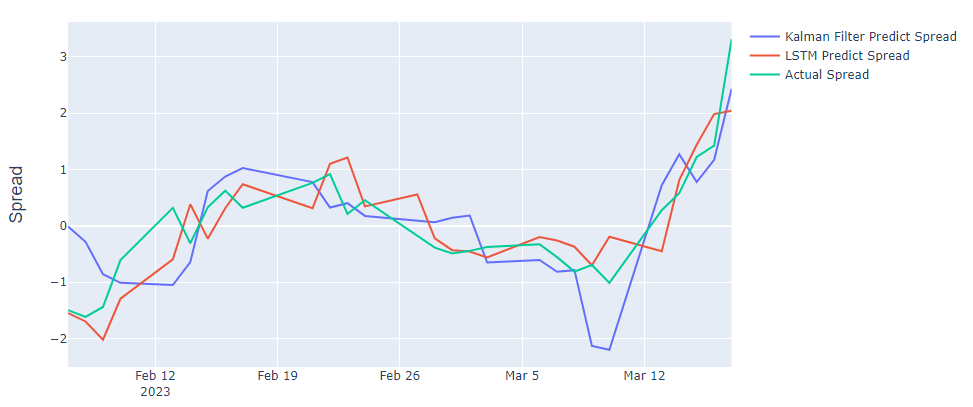 Kalman Filter Predict Spread
LSTM Predict Spread
Actual Spread
Spread
3
2
1
0
−1
−2
Feb 12
2023
Feb 19
Feb 26
Mar 5
Mar 12